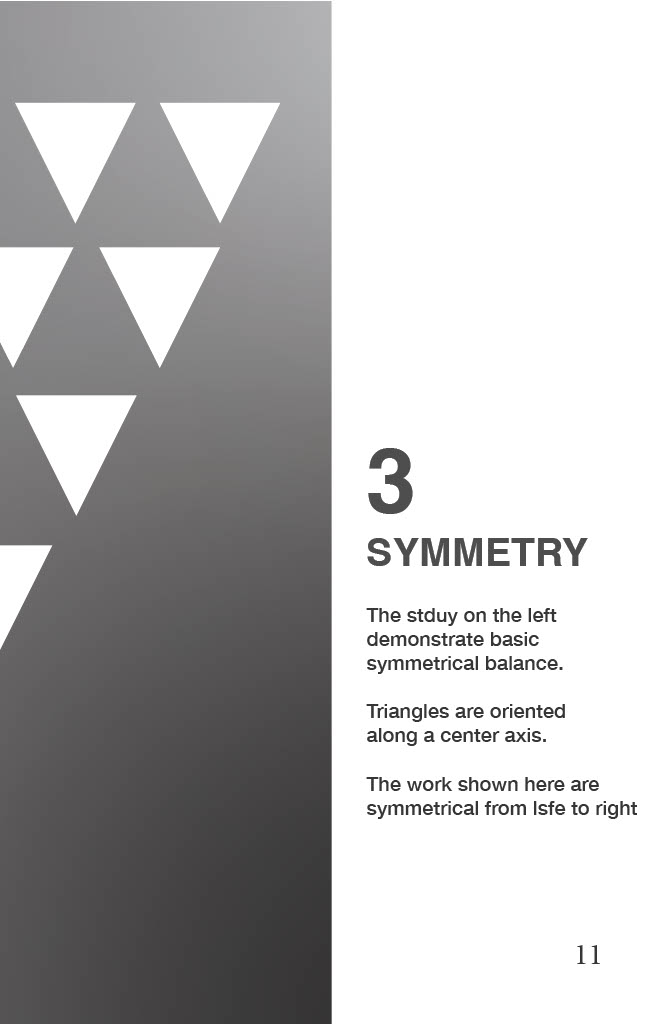 3
SYMMETRY
The stduy on the left
demonstrate basic
symmetrical balance.
Triangles are oriented
along a center axis.
The work shown here are
symmetrical from lsfe to right
11